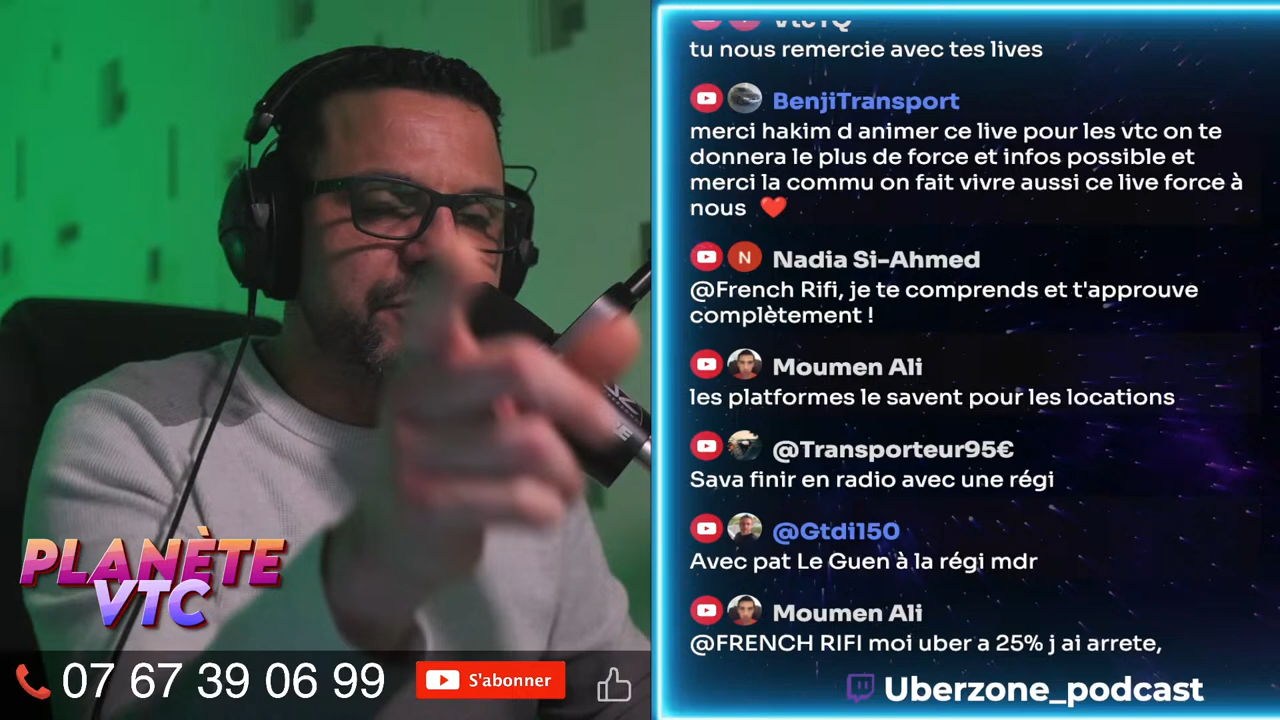 PLANÈTE
VTC
07 67 39 06 99
S'abonner
tu nous remercie avec tes lives
BenjiTransport
merci hakim d animer ce live pour les vtc on te
donnera le plus de force et infos possible et
merci la commu on fait vivre aussi ce live force à
nous ❤️
N Nadia Si-Ahmed
@French Rifi, je te comprends et t'approuve
complètement !
Moumen Ali
les platformes le savent pour les locations
@Transporteur95€
Sava finir en radio avec une régi
@Gtdi150
Avec pat Le Guen à la régi mdr
Moumen Ali
@FRENCH RIFI moi uber a 25% j ai arrete,
Uberzone_podcast